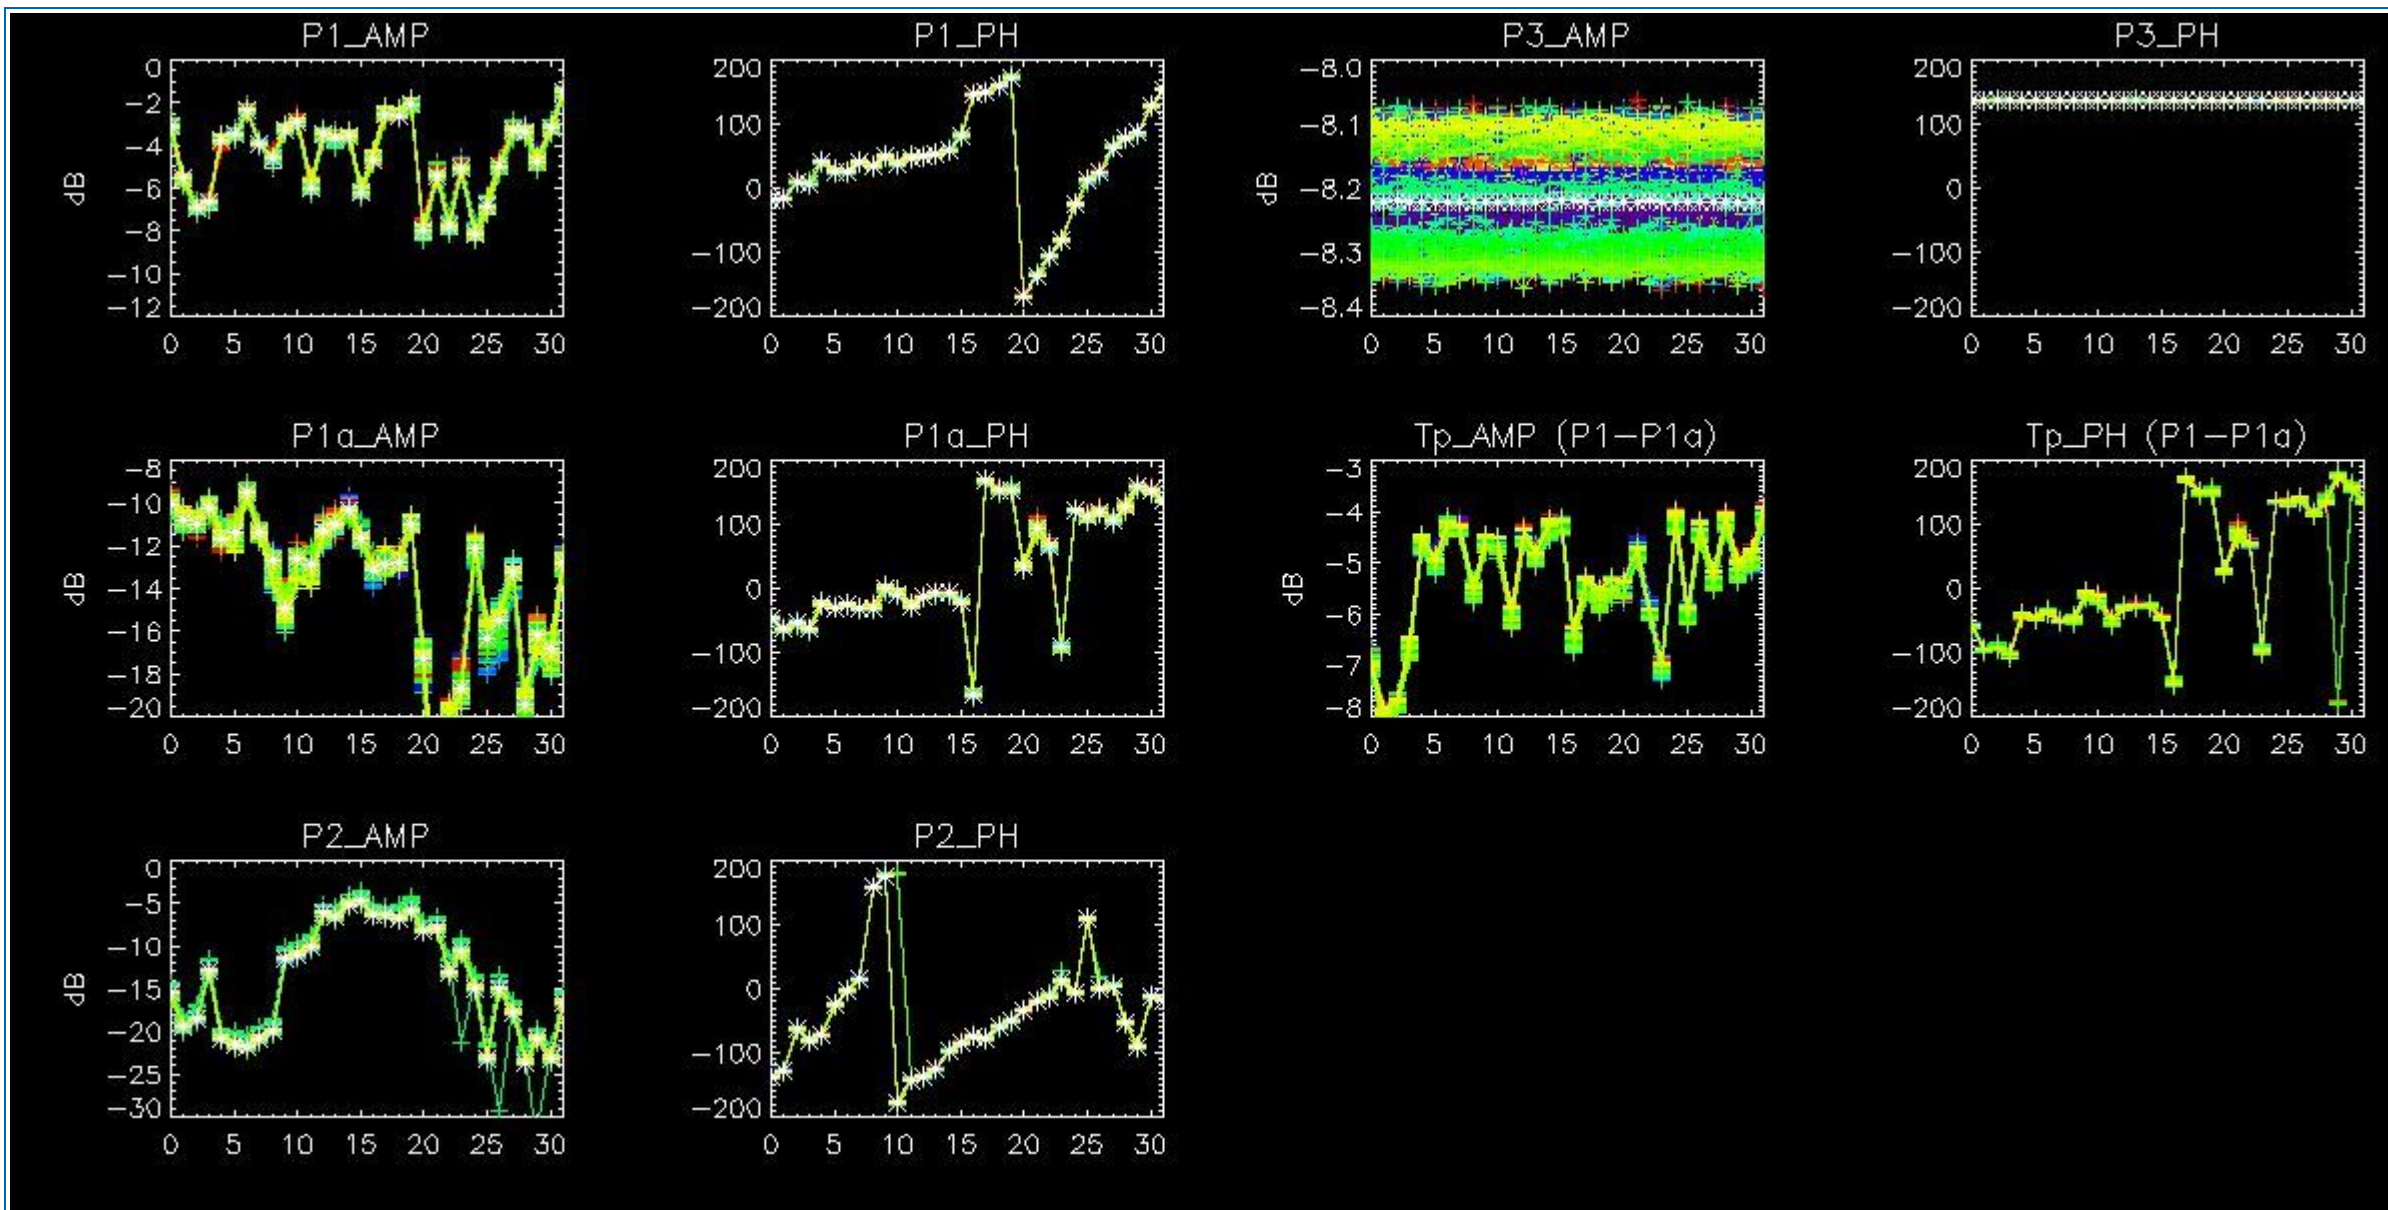 P1_AMP
P1_PH
P3_AMP
P3_PH
0
−2
−4
−6
−8
−10
−12
dB
0 5 10 15 20 25 30
200
100
0
−100
−200
0 5 10 15 20 25 30
−8.0
−8.1
−8.2
−8.3
−8.4
dB
0 5 10 15 20 25 30
200
100
0
−100
−200
0 5 10 15 20 25 30
P1a_AMP
P1a_PH
Tp_AMP (P1−P1a)
Tp_PH (P1−P1a)
−8
−10
−12
−14
−16
−18
−20
dB
0 5 10 15 20 25 30
200
100
0
−100
−200
0 5 10 15 20 25 30
−3
−4
−5
−6
−7
−8
dB
0 5 10 15 20 25 30
200
100
0
−100
−200
0 5 10 15 20 25 30
P2_AMP
P2_PH
0
−5
−10
−15
−20
−25
−30
dB
0 5 10 15 20 25 30
200
100
0
−100
−200
0 5 10 15 20 25 30